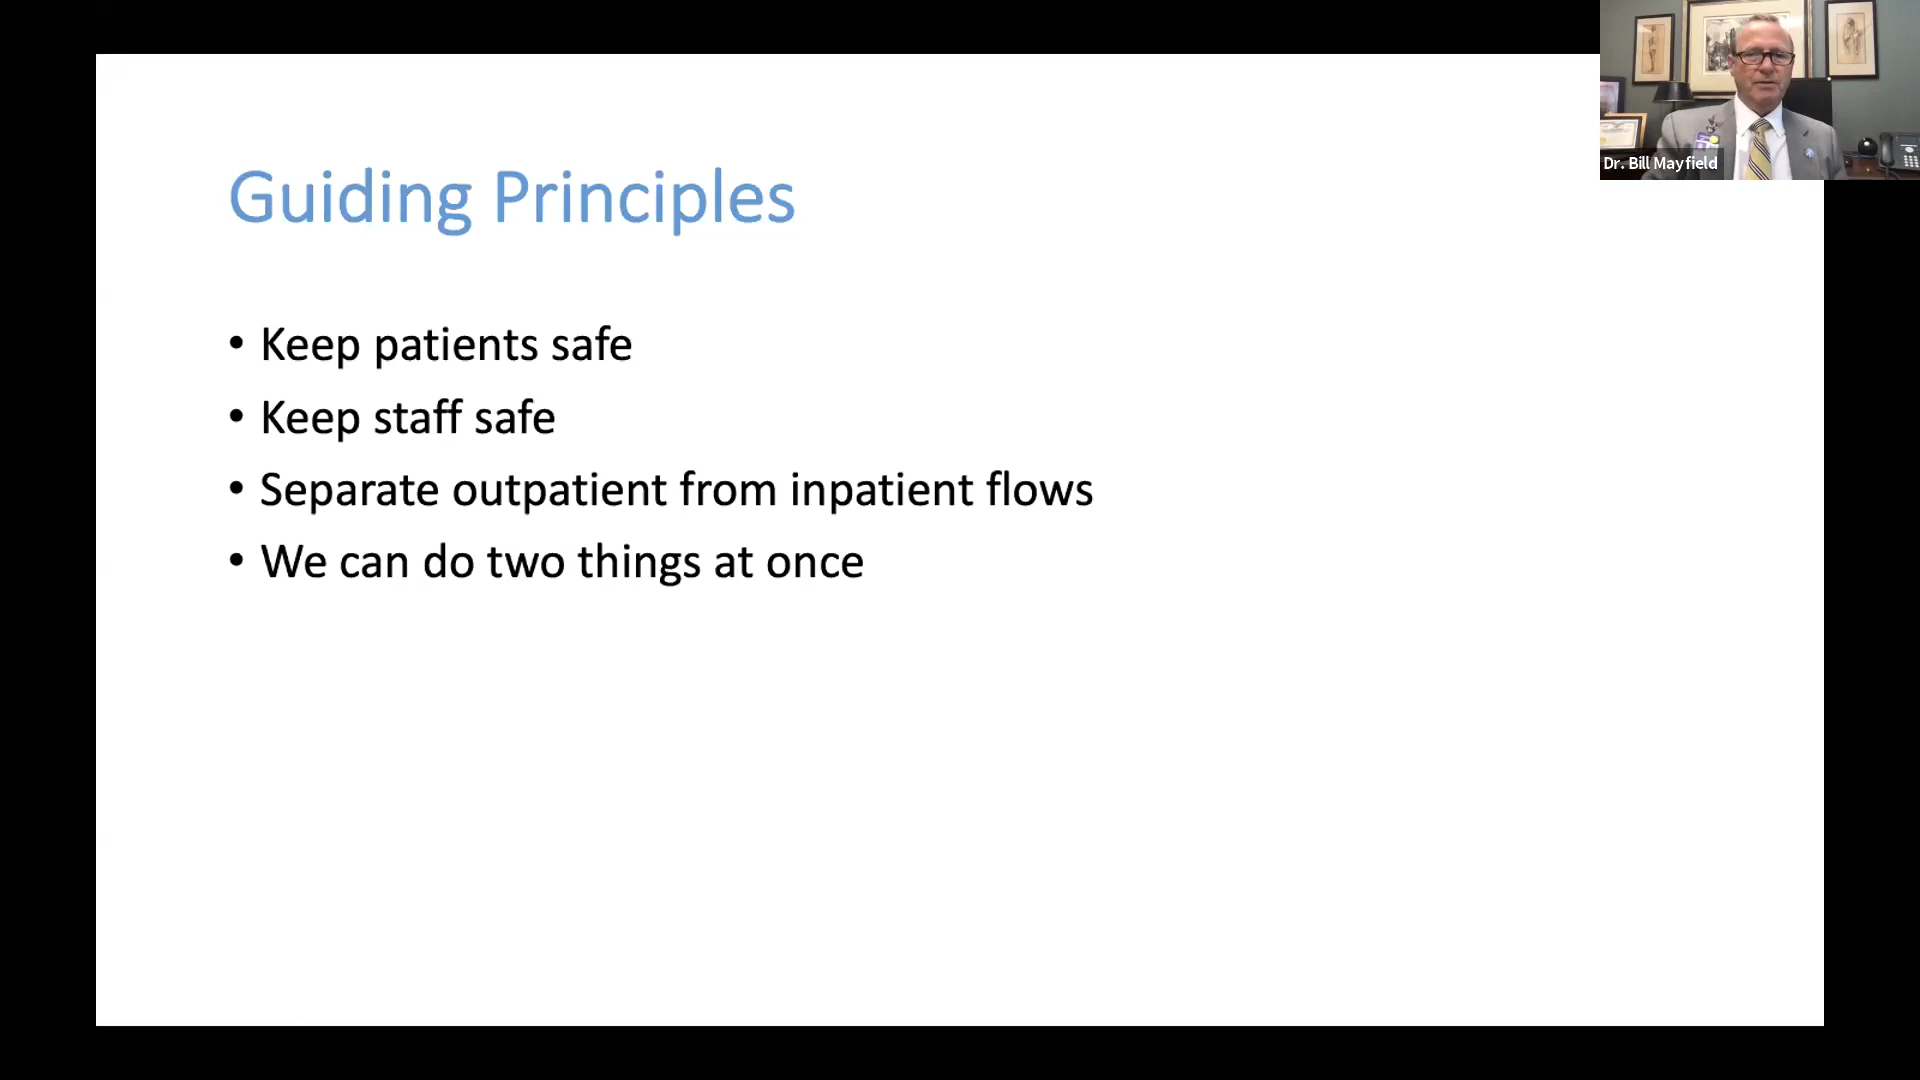 Guiding Principles
• Keep patients safe
• Keep staff safe
• Separate outpatient from inpatient flows
• We can do two things at once
Dr. Bill Mayfield